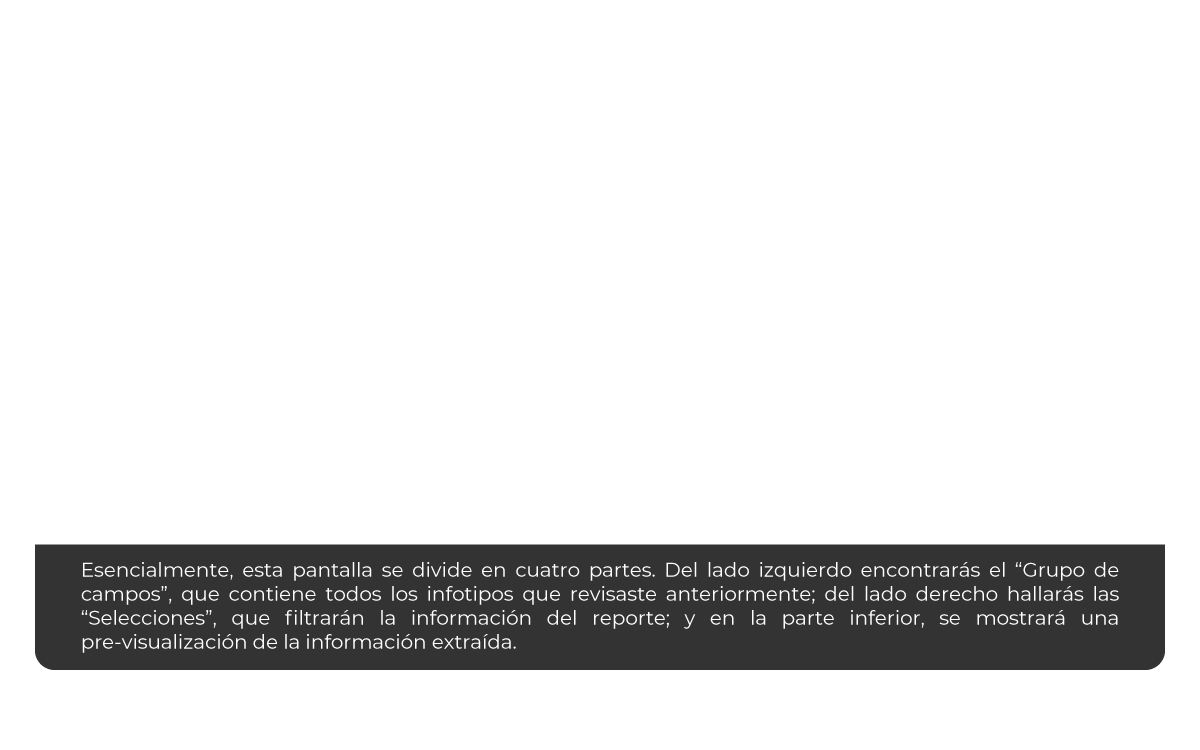 Esencialmente, esta pantalla se divide en cuatro partes. Del lado izquierdo encontrarás el “Grupo de
campos”, que contiene todos los infotipos que revisaste anteriormente; del lado derecho hallarás las
“Selecciones”, que filtrarán la información del reporte; y en la parte inferior, se mostrará una
pre-visualización de la información extraída.